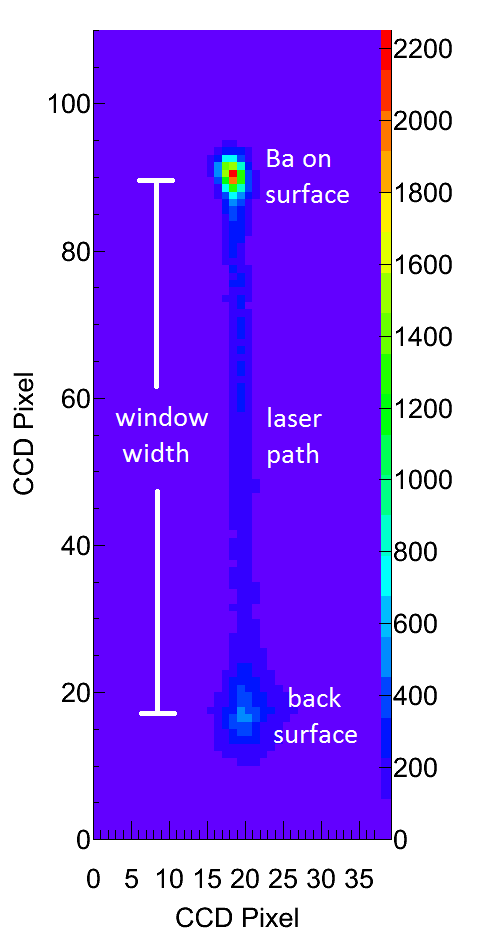 2200
100
2000
Ba on
surface
1800
80
1600
1400
60
window
width
laser
path
1200
CCD Pixel
1000
40
800
600
20
back
surface
400
200
0
0
0 5 10 15 20 25 30 35
CCD Pixel